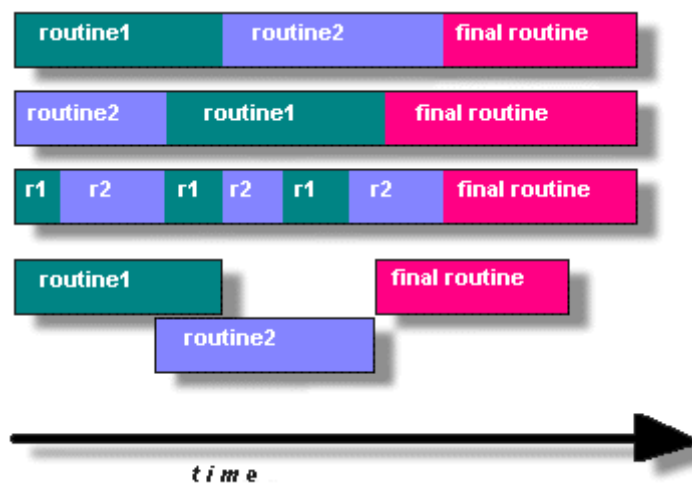 routine1 routine2 final routine
routine2 routine1 final routine
r1 r2 r1 r2 r1 r2 final routine
routine1 final routine
routine2
time